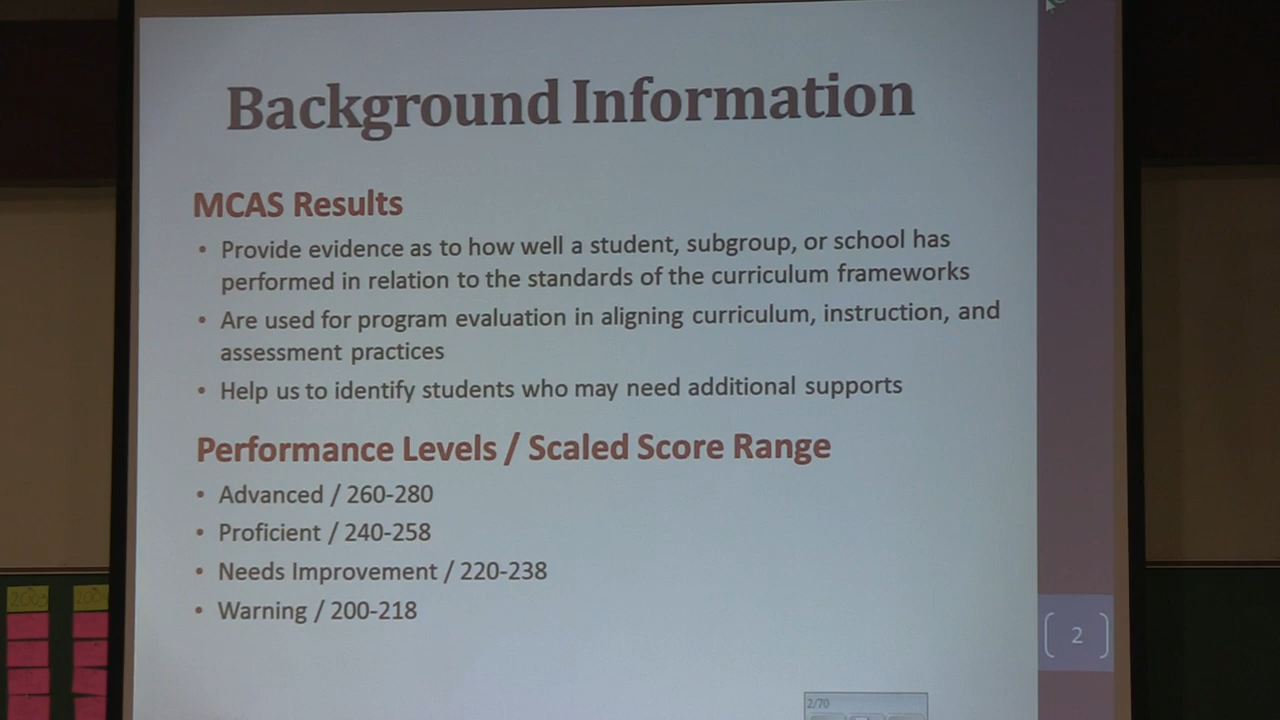 Background Information
MCAS Results
• Provide evidence as to how well a student, subgroup, or school has
performed in relation to the standards of the curriculum frameworks
• Are used for program evaluation in aligning curriculum, instruction, and
assessment practices
• Help us to identify students who may need additional supports
Performance Levels / Scaled Score Range
• Advanced / 260-280
• Proficient / 240-258
• Needs Improvement / 220-238
• Warning / 200-218
2
2/70